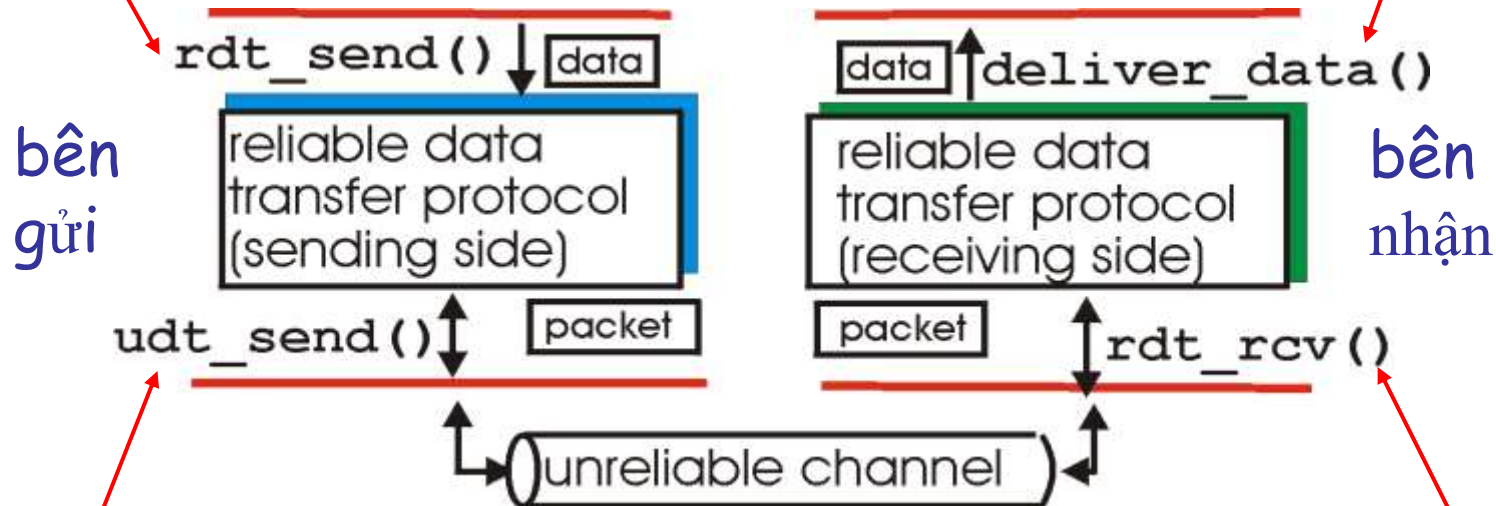 rdt_send()
data
data
deliver_data()
bên
gửi
reliable data
transfer protocol
(sending side)
reliable data
transfer protocol
(receiving side)
bên
nhận
udt_send()
packet
packet
rdt_rcv()
unreliable channel